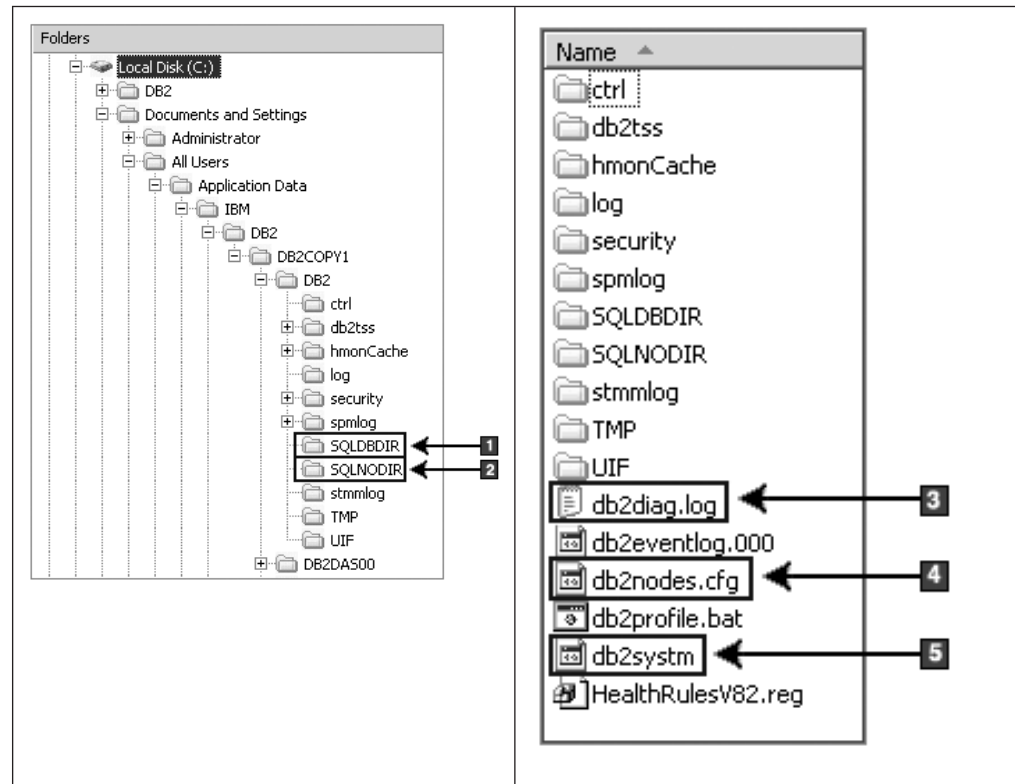 Folders
Local Disk (C:)
DB2
Documents and Settings
Administrator
All Users
Application Data
IBM
DB2
DB2COPY1
DB2
ctrl
db2tss
hmonCache
log
security
spmlog
SQLDBDIR 1
SQLNODIR 2
stmmlog
TMP
UIF
DB2DAS00
Name
ctrl
db2tss
hmonCache
log
security
spmlog
SQLDBDIR
SQLNODIR
stmmlog
TMP
UIF
db2diag.log 3
db2eventlog.000
db2nodes.cfg 4
db2profile.bat
db2systm 5
HealthRulesV82.reg